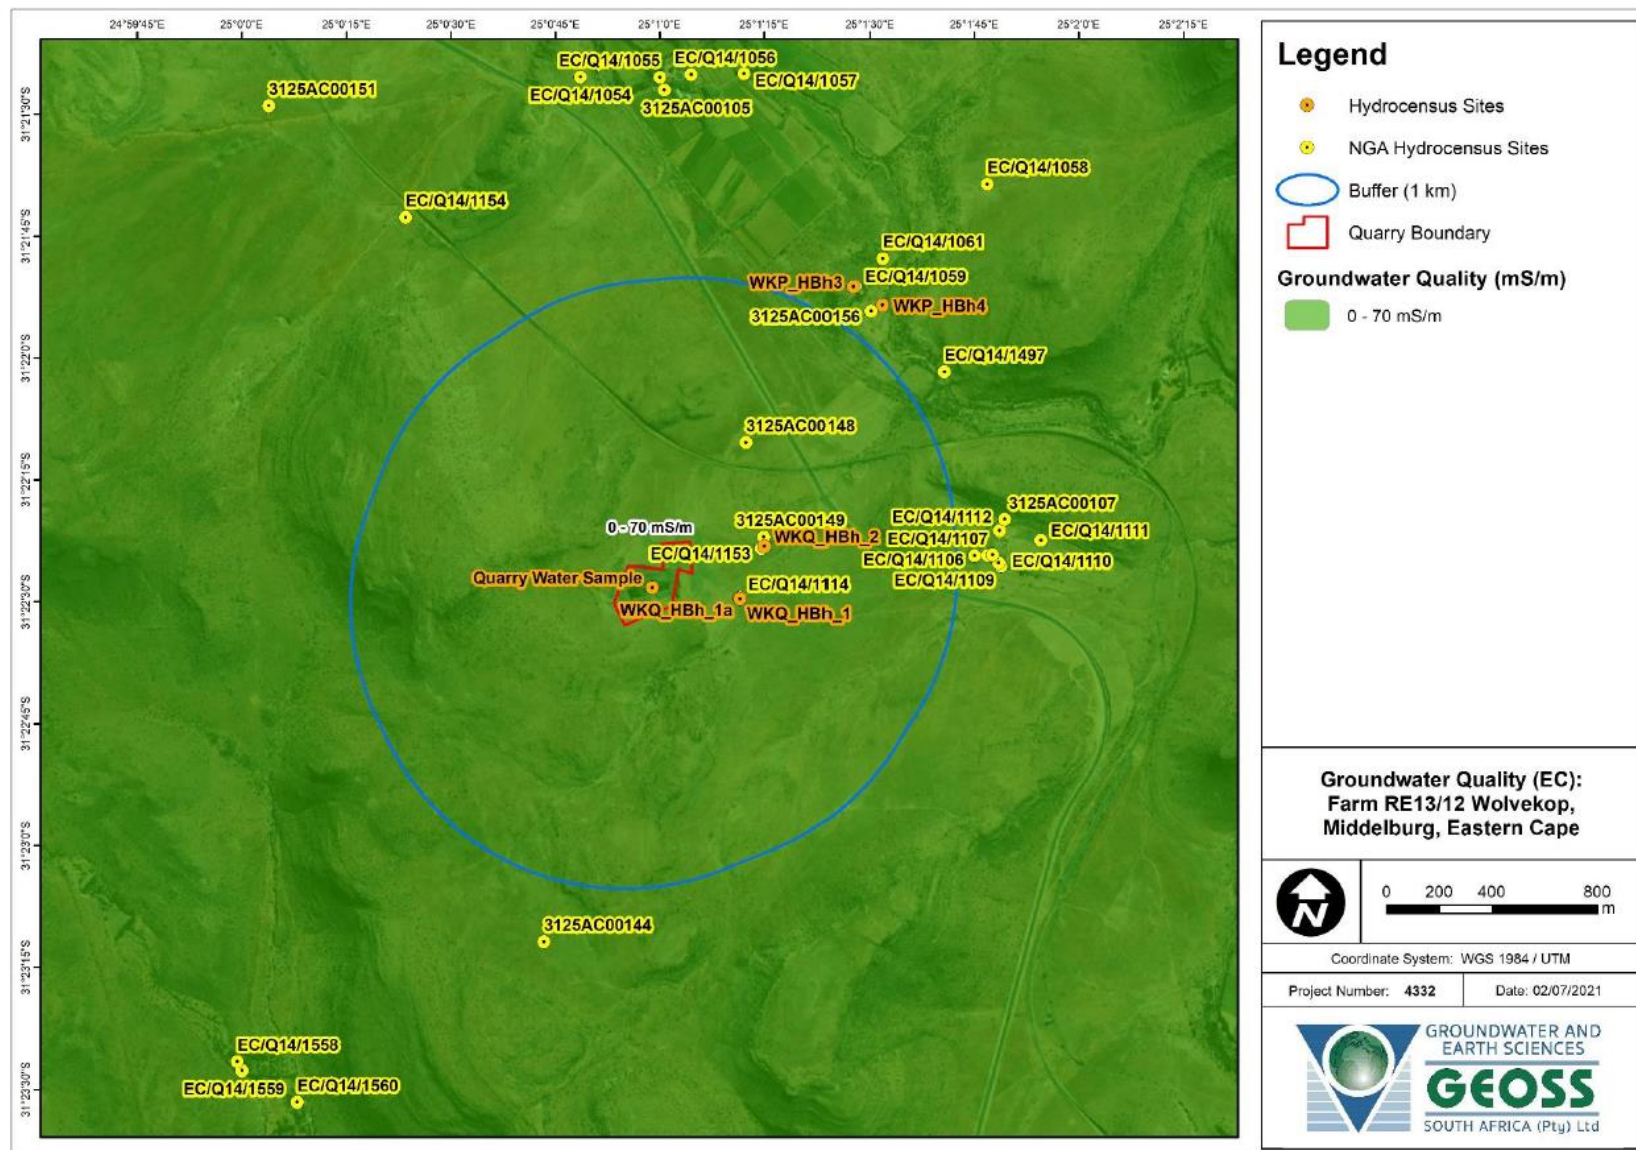 24°59'45"E 25°0'0"E 25°0'15"E 25°0'30"E 25°0'45"E 25°1'0"E 25°1'15"E 25°1'30"E 25°1'45"E 25°2'0"E 25°2'15"E
31°21'30"S
31°21'45"S
31°22'0"S
31°22'15"S
31°22'30"S
31°22'45"S
31°23'0"S
31°23'15"S
31°23'30"S
3125AC00151
EC/Q14/1055
EC/Q14/1056
EC/Q14/1057
EC/Q14/1054
3125AC00105
EC/Q14/1058
EC/Q14/1154
EC/Q14/1061
WKP_HBh3
EC/Q14/1059
WKP_HBh4
3125AC00156
EC/Q14/1497
3125AC00148
0 - 70 mS/m
3125AC00149
WKQ_HBh_2
EC/Q14/1153
3125AC00107
EC/Q14/1112
EC/Q14/1111
EC/Q14/1107
EC/Q14/1106
EC/Q14/1110
EC/Q14/1109
Quarry Water Sample
EC/Q14/1114
WKQ_HBh_1a
WKQ_HBh_1
3125AC00144
EC/Q14/1558
EC/Q14/1559
EC/Q14/1560
Legend
Hydrocensus Sites
NGA Hydrocensus Sites
Buffer (1 km)
Quarry Boundary
Groundwater Quality (mS/m)
0 - 70 mS/m
Groundwater Quality (EC):
Farm RE13/12 Wolvekop,
Middelburg, Eastern Cape
N
0 200 400 800
m
Coordinate System: WGS 1984 / UTM
Project Number: 4332
Date: 02/07/2021
GROUNDWATER AND
EARTH SCIENCES
GEOSS
SOUTH AFRICA (Pty) Ltd